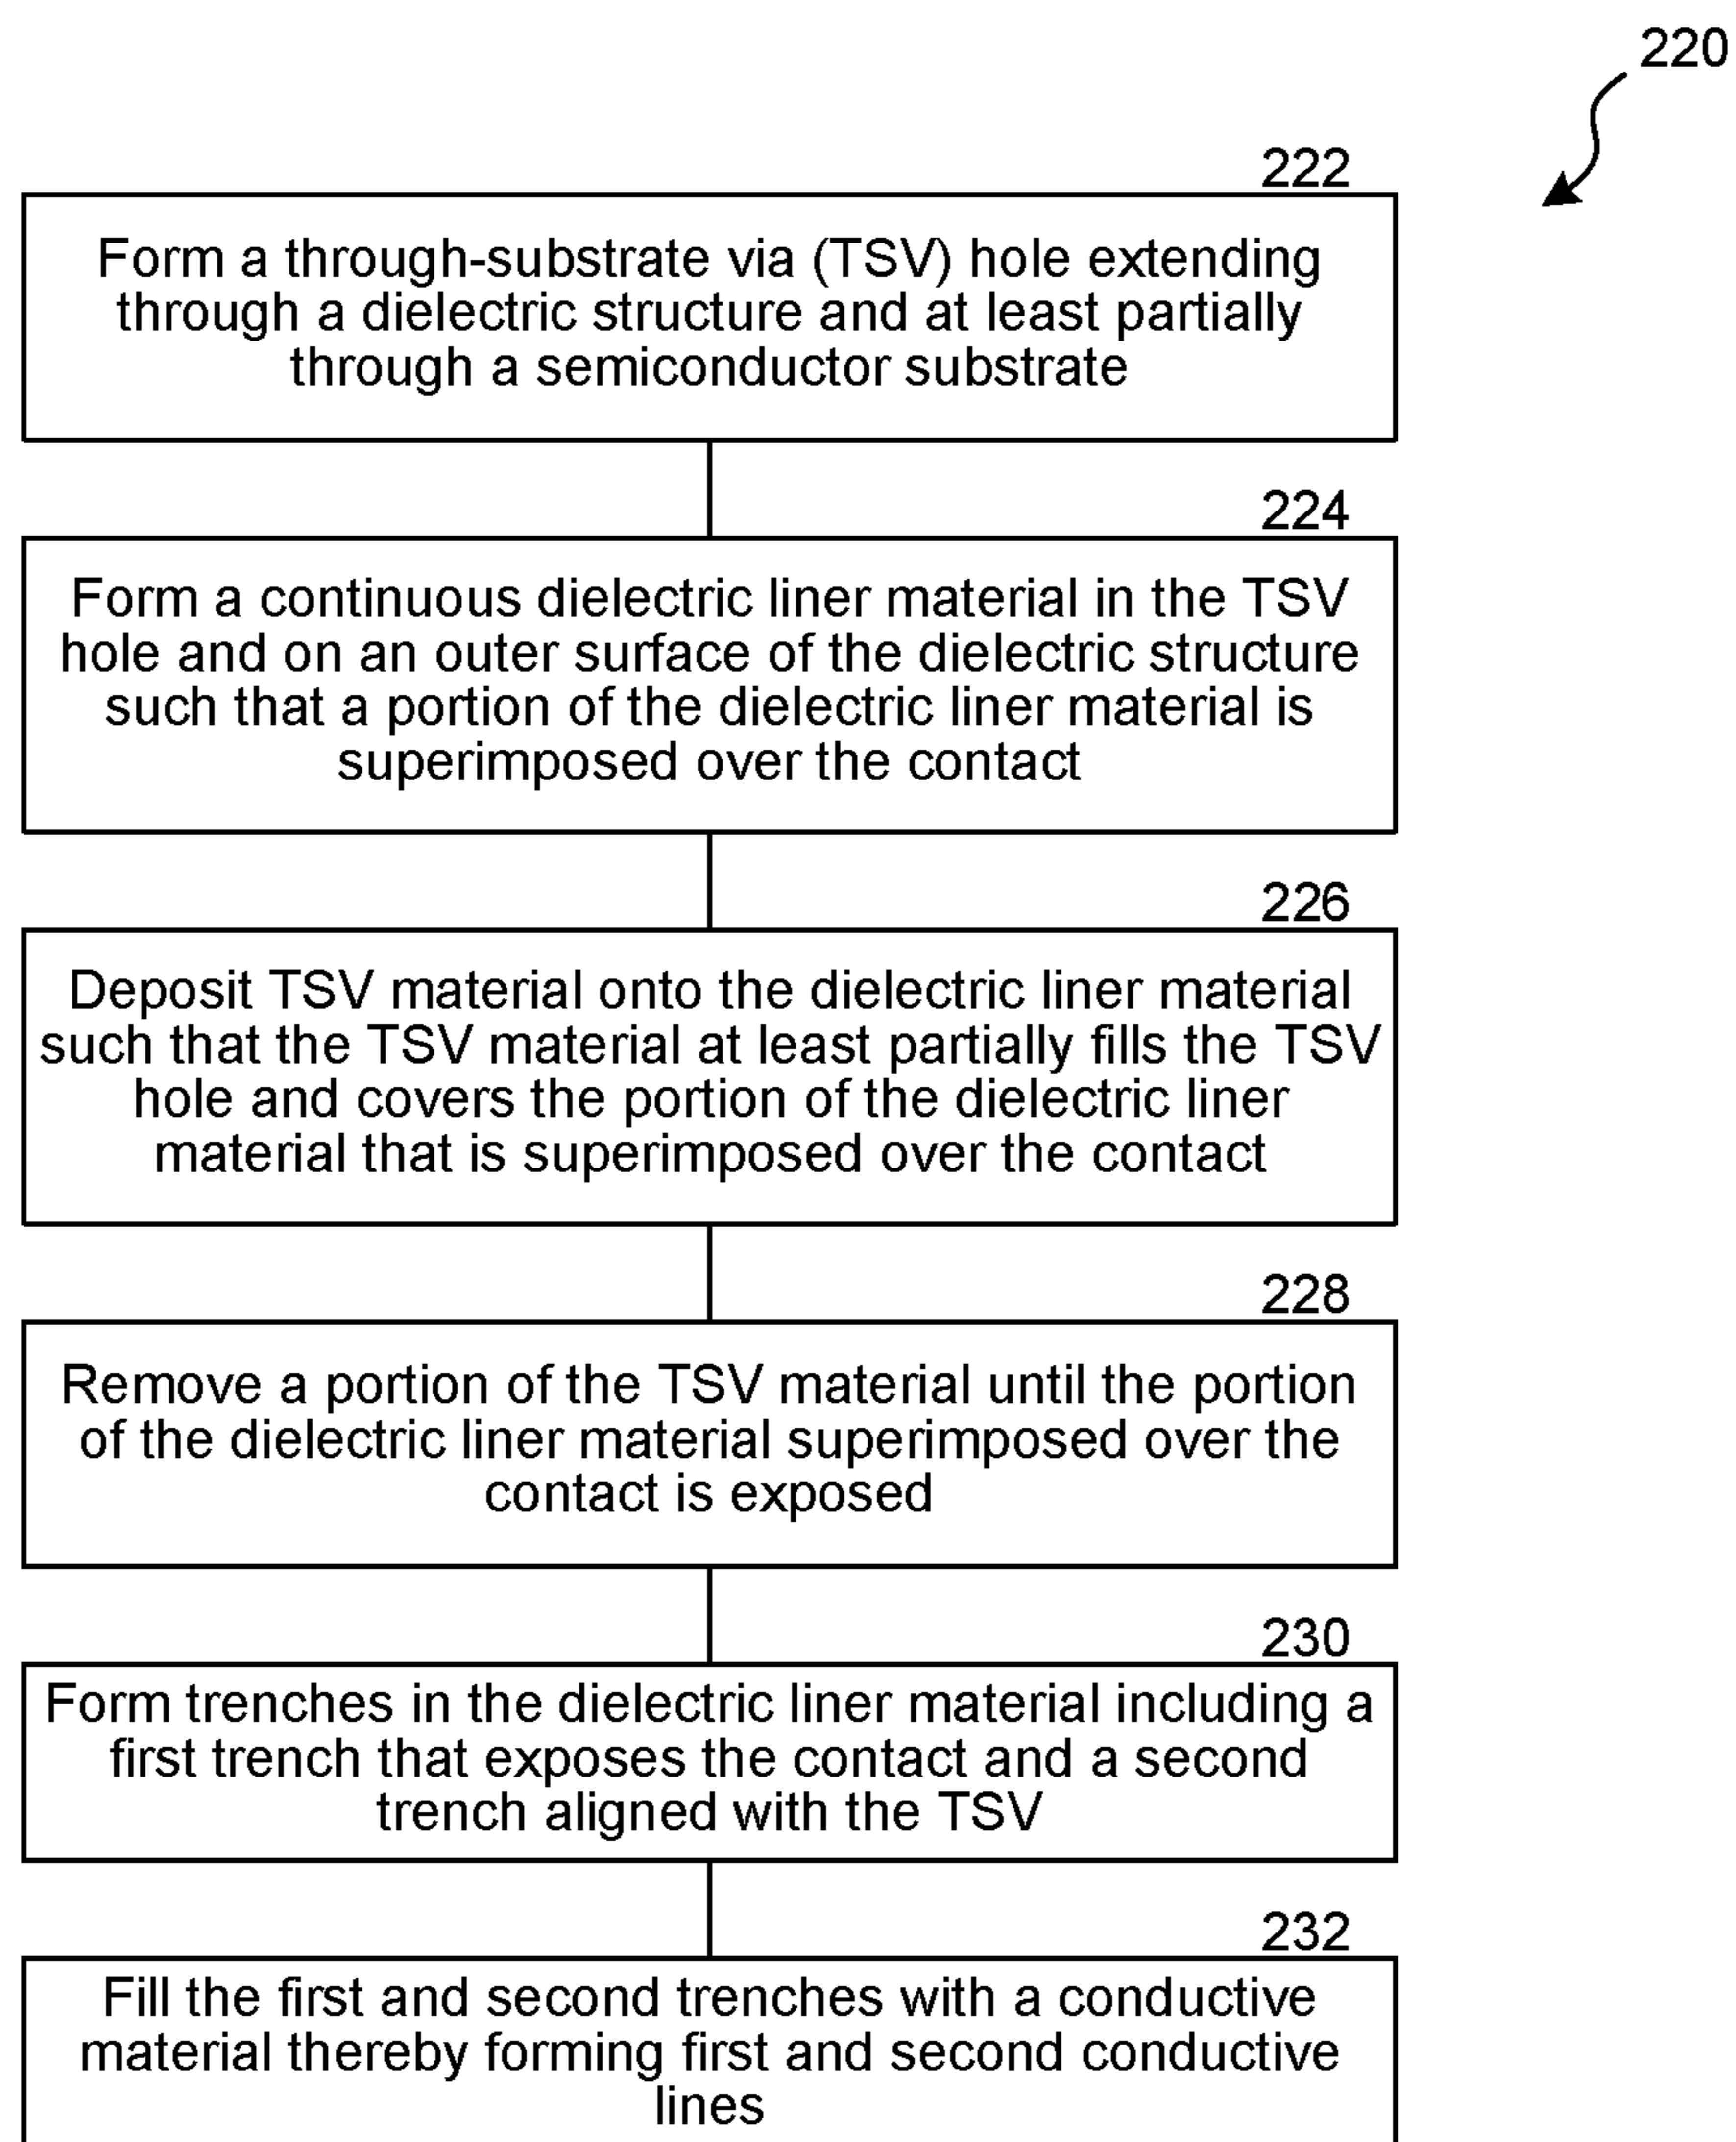 220
222
Form a through-substrate via (TSV) hole extending
through a dielectric structure and at least partially
through a semiconductor substrate
224
Form a continuous dielectric liner material in the TSV
hole and on an outer surface of the dielectric structure
such that a portion of the dielectric liner material is
superimposed over the contact
226
Deposit TSV material onto the dielectric liner material
such that the TSV material at least partially fills the TSV
hole and covers the portion of the dielectric liner
material that is superimposed over the contact
228
Remove a portion of the TSV material until the portion
of the dielectric liner material superimposed over the
contact is exposed
230
Form trenches in the dielectric liner material including a
first trench that exposes the contact and a second
trench aligned with the TSV
232
Fill the first and second trenches with a conductive
material thereby forming first and second conductive
lines